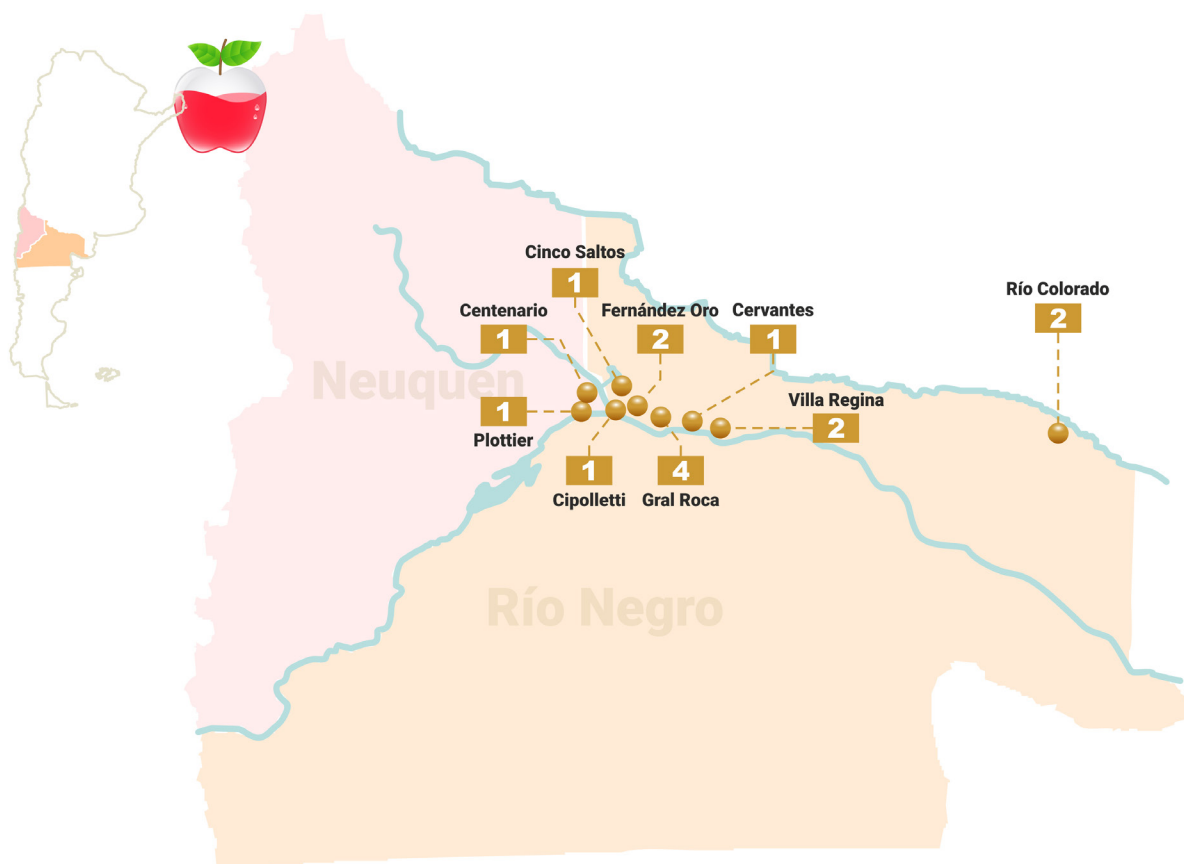 Cinco Saltos
1
Centenario
1
Fernández Oro
2
Cervantes
1
Río Colorado
2
Neuquén
1
Plottier
Villa Regina
2
1
Cipolletti
4
Gral Roca
Río Negro